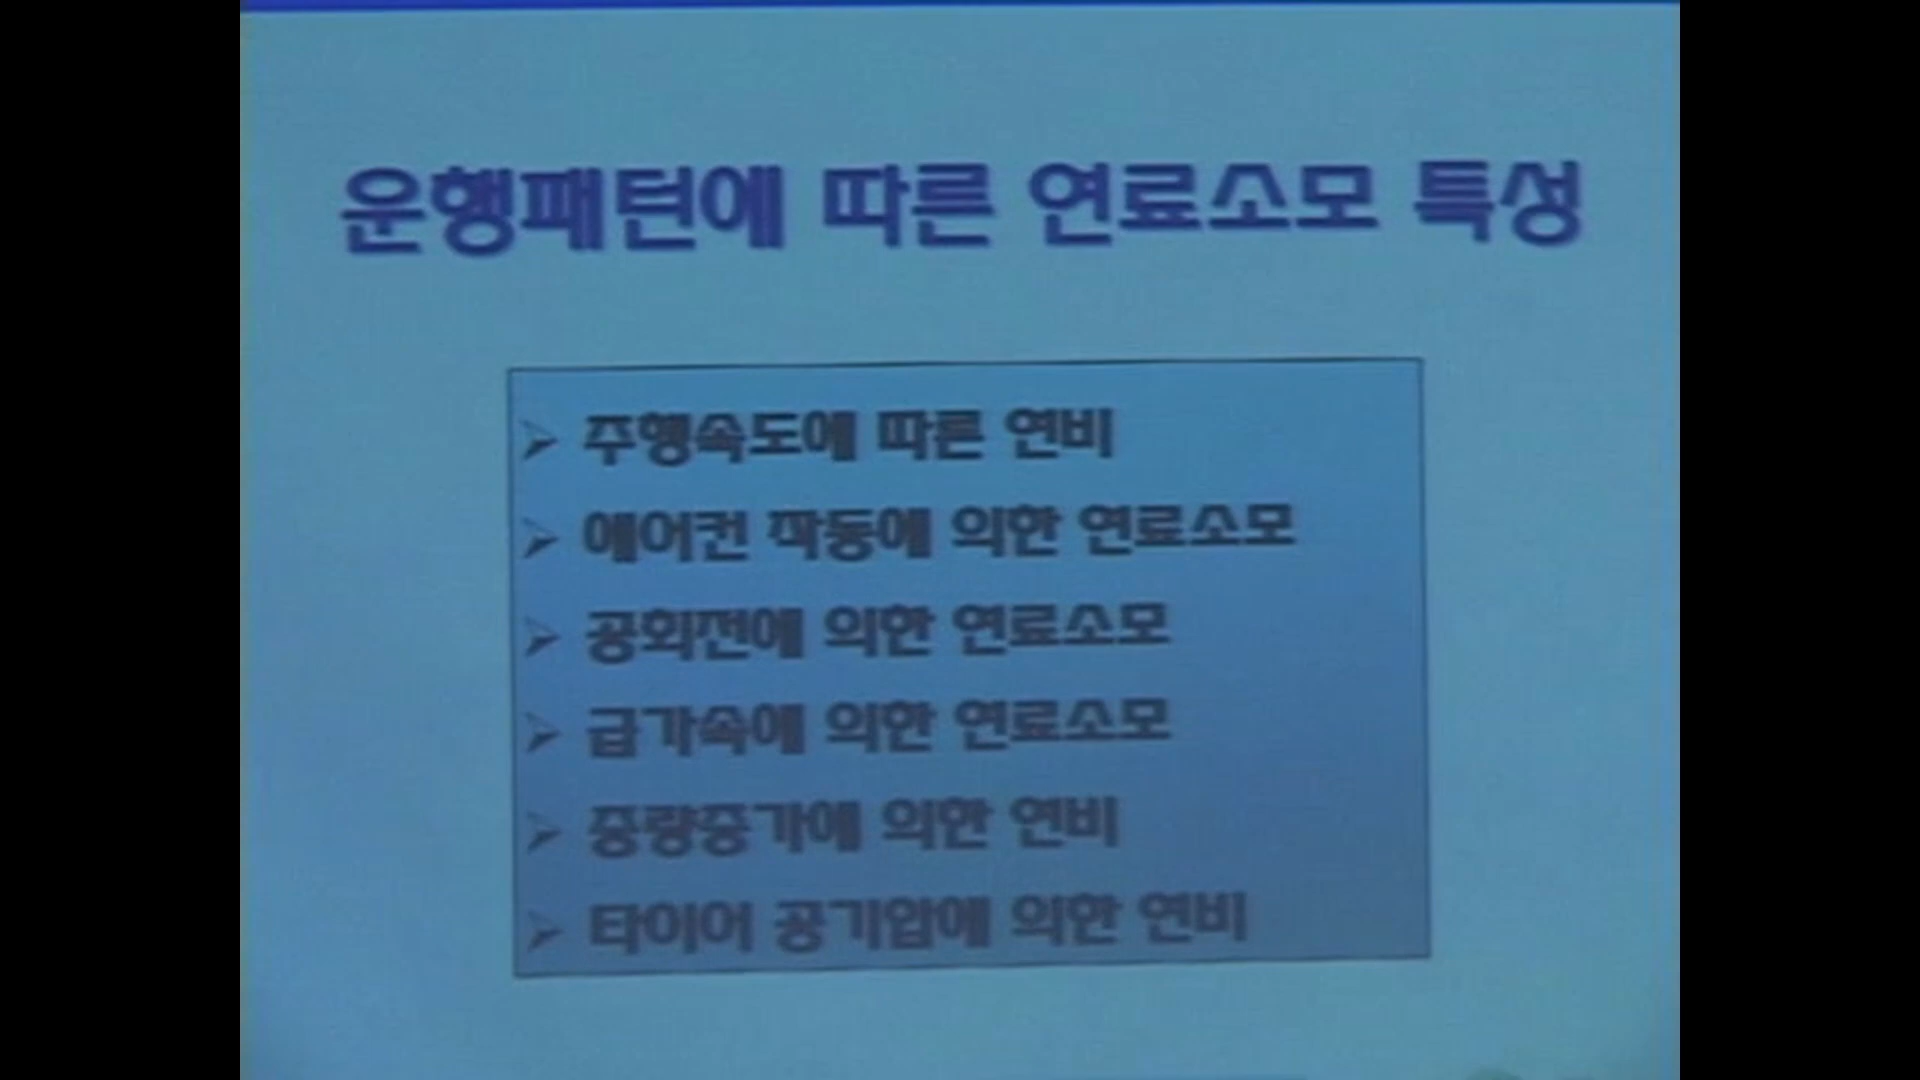 운행패턴에 따른 연료소모 특성
주행속도에 따른 연비
에어컨 작동에 의한 연료소모
공회전에 의한 연료소모
급가속에 의한 연료소모
중량증가에 의한 연비
타이어 공기압에 의한 연비